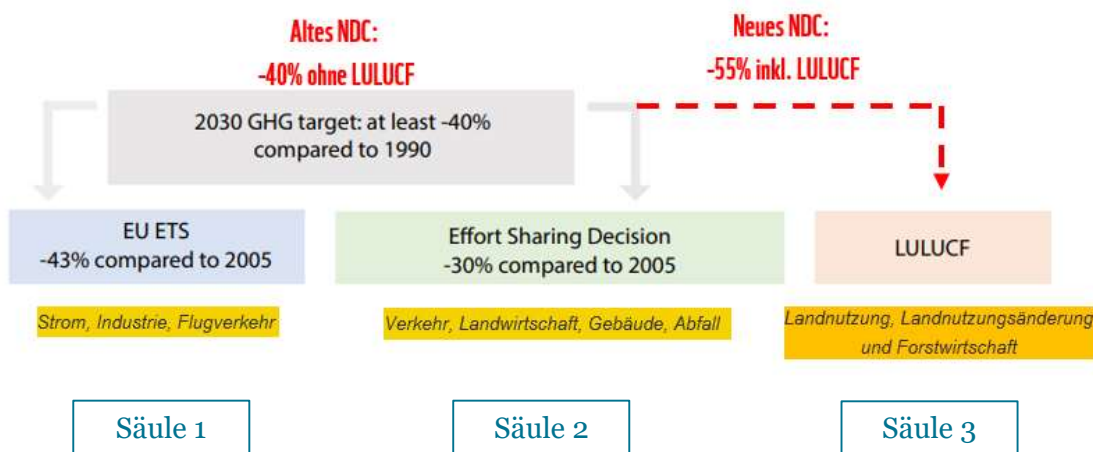 Altes NDC:
-40% ohne LULUCF
Neues NDC:
-55% inkl. LULUCF
2030 GHG target: at least -40%
compared to 1990
EU ETS
-43% compared to 2005
Effort Sharing Decision
-30% compared to 2005
LULUCF
Strom, Industrie, Flugverkehr
Verkehr, Landwirtschaft, Gebäude, Abfall
Landnutzung, Landnutzungsänderung
und Forstwirtschaft
Säule 1
Säule 2
Säule 3